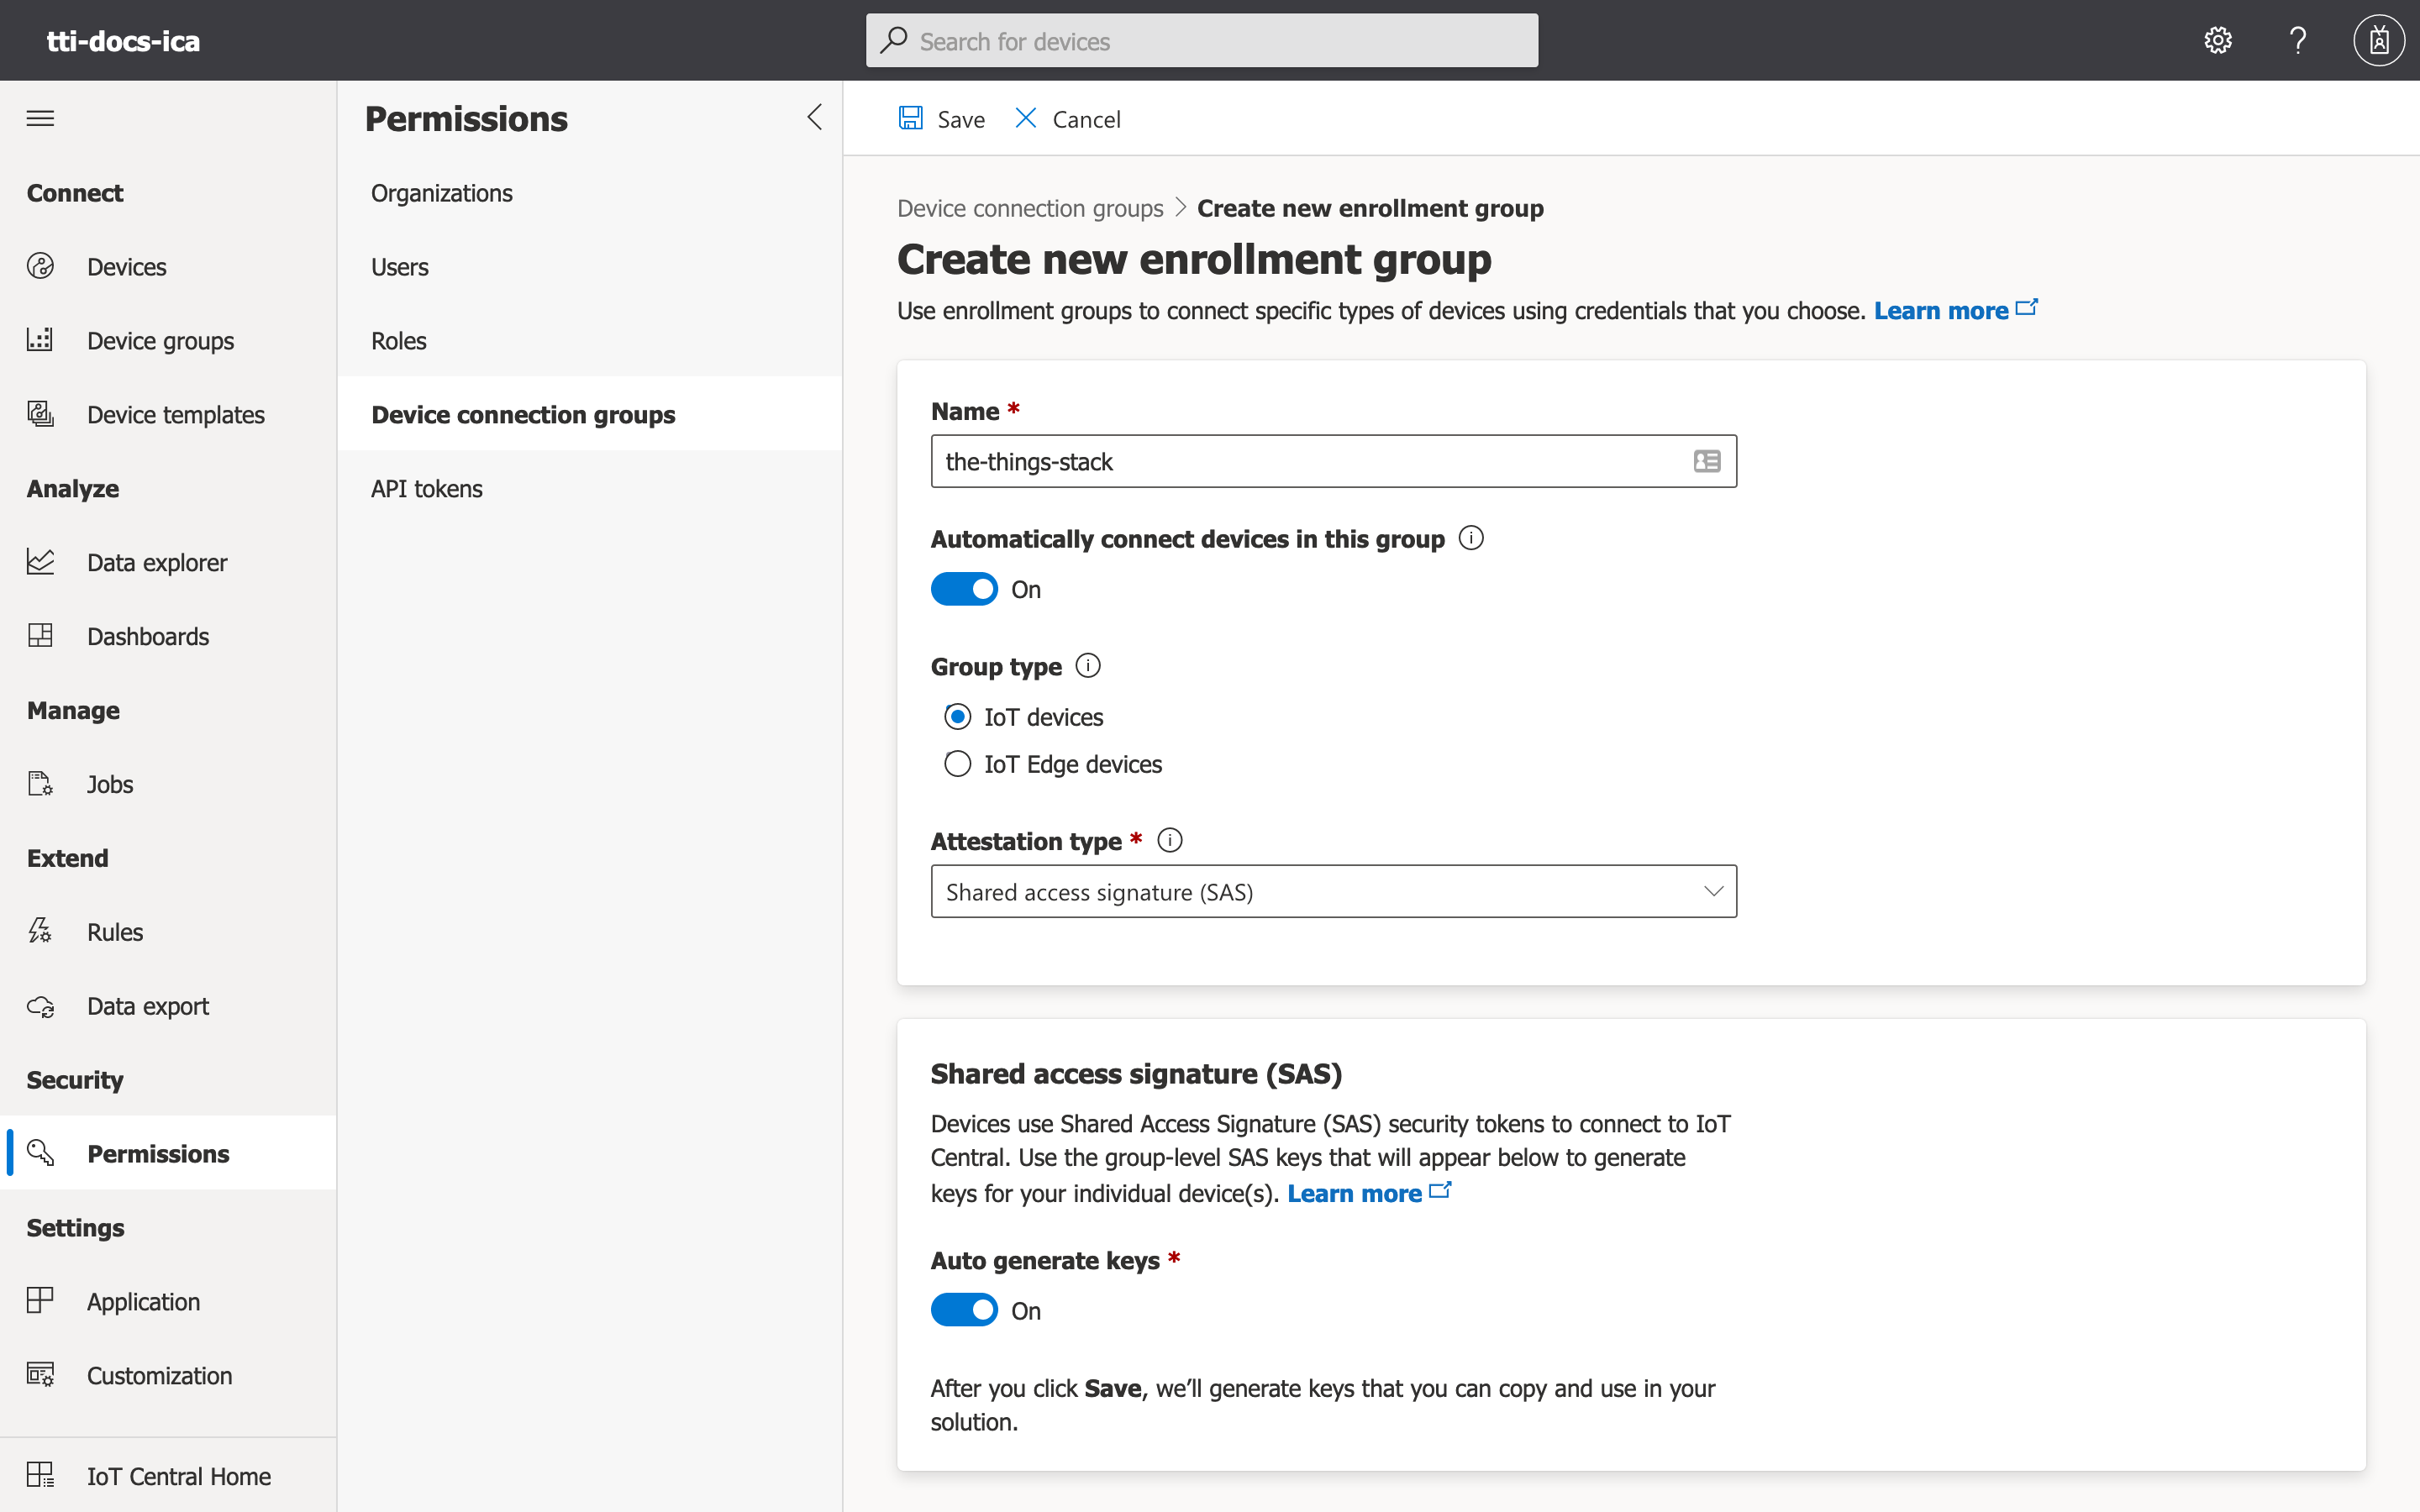 tti-docs-ica
Search for devices
Connect
Devices
Device groups
Device templates
Analyze
Data explorer
Dashboards
Manage
Jobs
Extend
Rules
Data export
Security
Permissions
Settings
Application
Customization
IoT Central Home
Permissions
Organizations
Users
Roles
Device connection groups
API tokens
Save
Cancel
Device connection groups > Create new enrollment group
Create new enrollment group
Use enrollment groups to connect specific types of devices using credentials that you choose. Learn more
Name *
the-things-stack
Automatically connect devices in this group
On
Group type
IoT devices
IoT Edge devices
Attestation type *
Shared access signature (SAS)
Shared access signature (SAS)
Devices use Shared Access Signature (SAS) security tokens to connect to IoT
Central. Use the group-level SAS keys that will appear below to generate
keys for your individual device(s). Learn more
Auto generate keys *
On
After you click Save, we’ll generate keys that you can copy and use in your
solution.